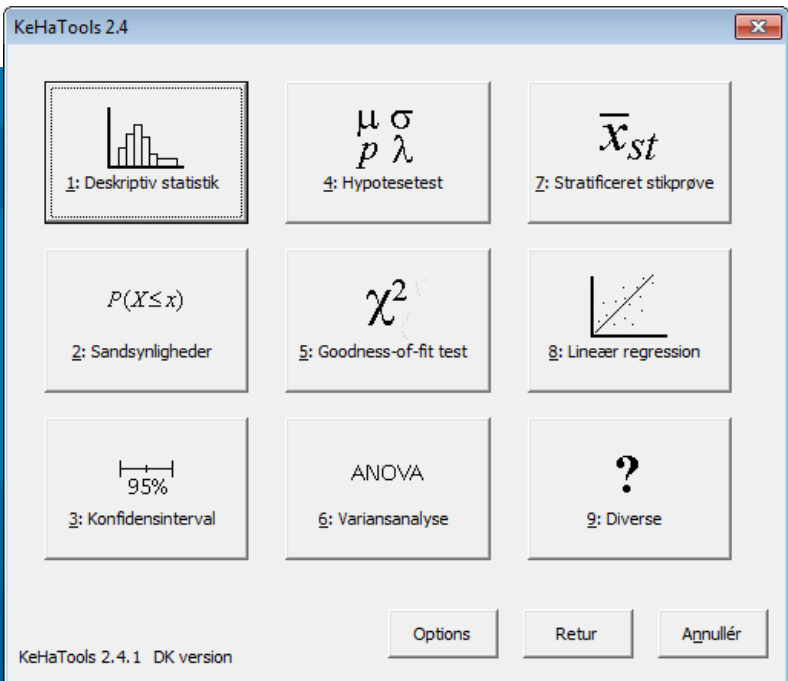 KeHaTools 2.4
1: Deskriptiv statistik
μ σ
p λ
4: Hypotesetest
x̅st
7: Stratificeret stikprøve
P(X≤x)
2: Sandsynligheder
χ²
5: Goodness-of-fit test
8: Lineær regression
95%
3: Konfidensinterval
ANOVA
6: Variansanalyse
?
9: Diverse
Options
Retur
Annullér
KeHaTools 2.4.1 DK version